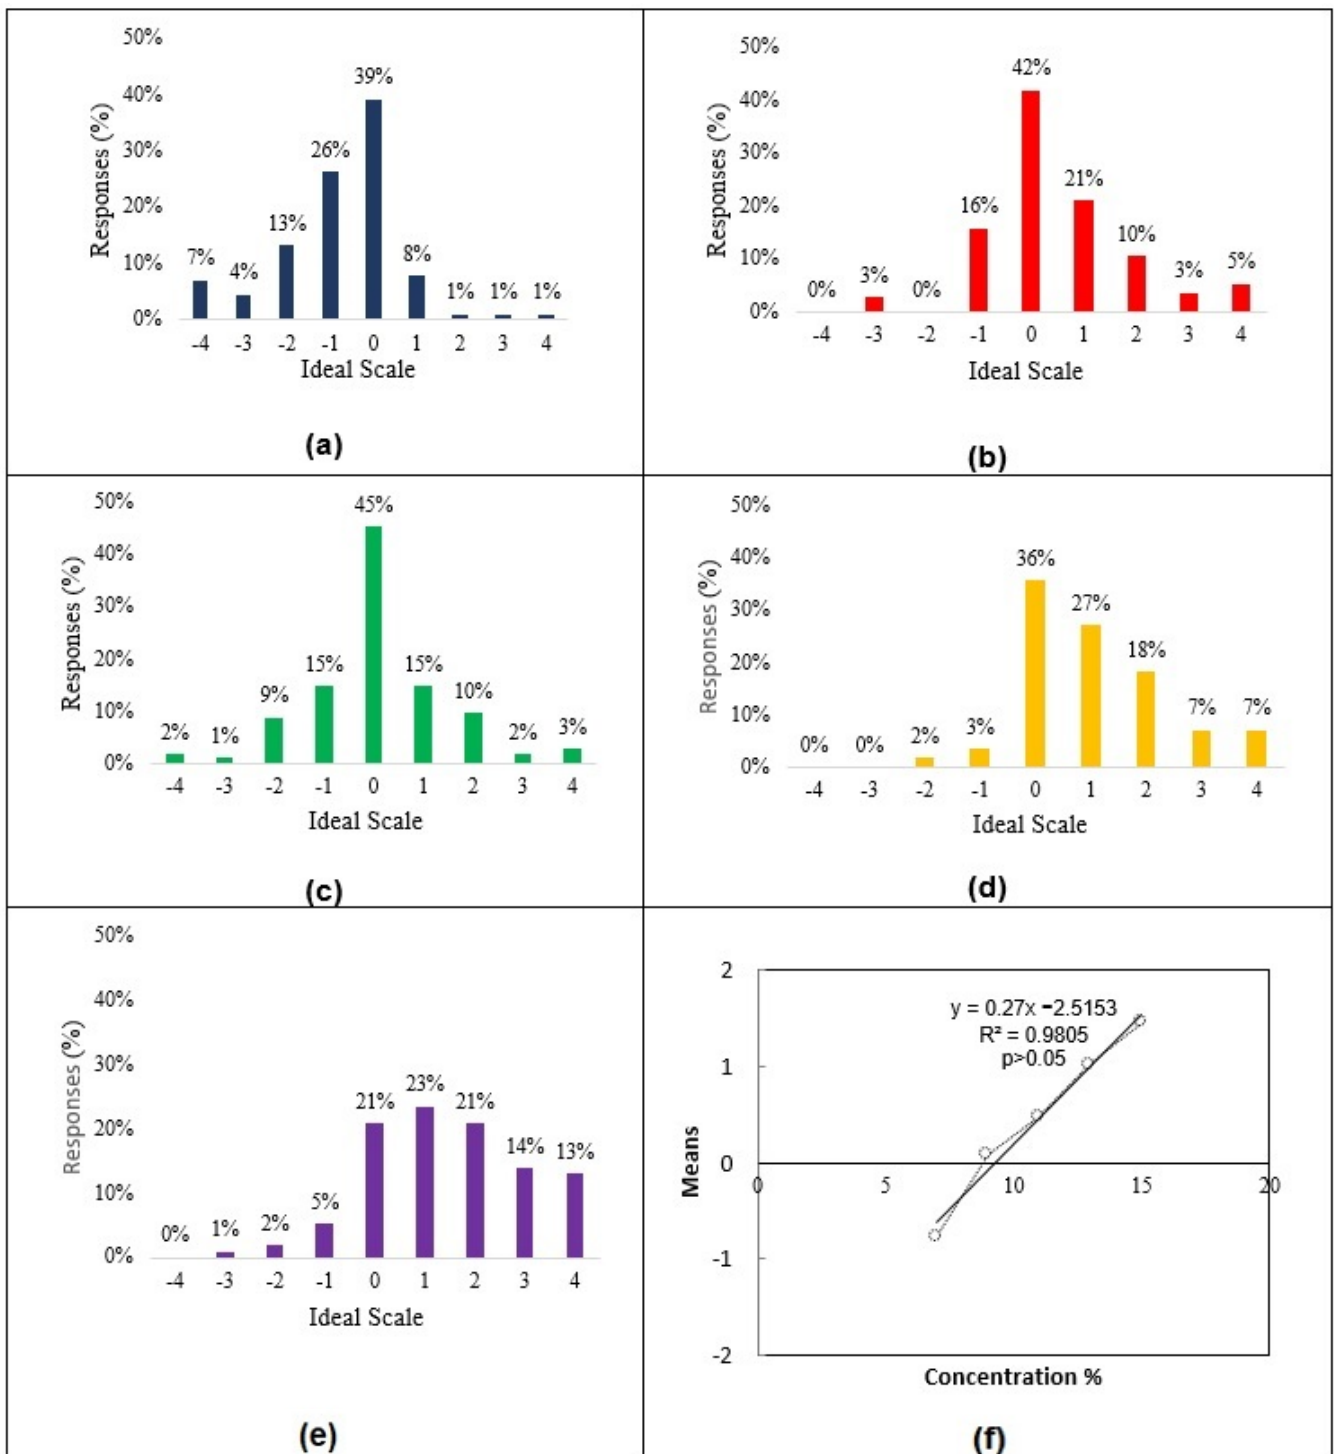 50%
40%
30%
20%
10%
0%
Responses (%)
7%
4%
13%
26%
39%
8%
1%
1%
1%
-4 -3 -2 -1 0 1 2 3 4
Ideal Scale
(a)
50%
40%
30%
20%
10%
0%
Responses (%)
0%
3%
0%
16%
42%
21%
10%
3%
5%
-4 -3 -2 -1 0 1 2 3 4
Ideal Scale
(b)
50%
40%
30%
20%
10%
0%
Responses (%)
2%
1%
9%
15%
45%
15%
10%
2%
3%
-4 -3 -2 -1 0 1 2 3 4
Ideal Scale
(c)
50%
40%
30%
20%
10%
0%
Responses (%)
0%
0%
2%
3%
36%
27%
18%
7%
7%
-4 -3 -2 -1 0 1 2 3 4
Ideal Scale
(d)
50%
40%
30%
20%
10%
0%
Responses (%)
0%
1%
2%
5%
21%
23%
21%
14%
13%
-4 -3 -2 -1 0 1 2 3 4
Ideal Scale
(e)
2
1
0
-1
-2
Means
y = 0.27x −2.5153
R² = 0.9805
p>0.05
0 5 10 15 20
Concentration %
(f)